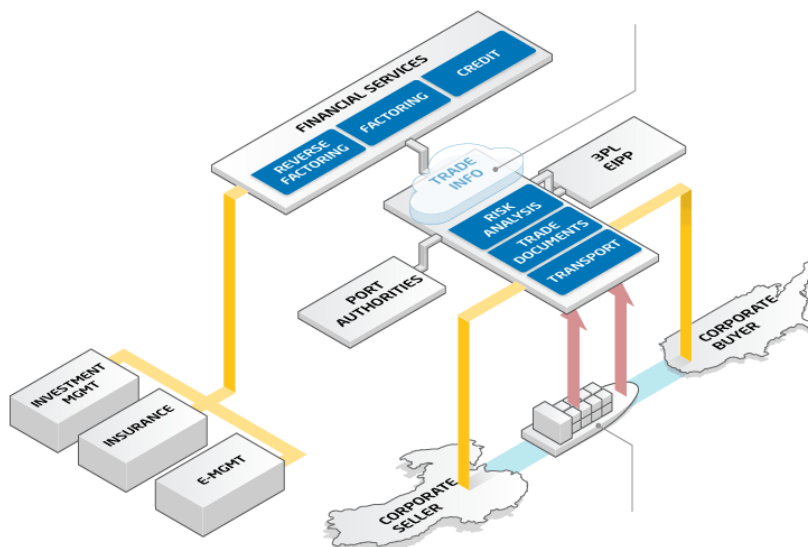 FINANCIAL SERVICES
REVERSE
FACTORING
FACTORING
CREDIT
TRADE
INFO
3PL
EIPP
RISK
ANALYSIS
TRADE
DOCUMENTS
TRANSPORT
PORT
AUTHORITIES
CORPORATE
BUYER
INVESTMENT
MGMT
INSURANCE
E-MGMT
CORPORATE
SELLER